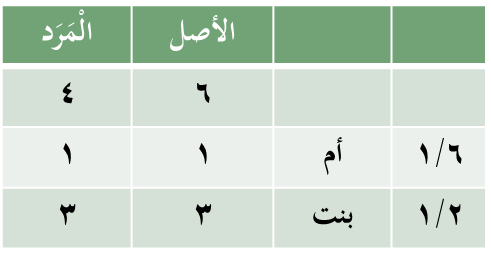 الأصل الْمَرَد
٦ ٤
١/٦ أم ١ ١
١/٢ بنت ٣ ٣